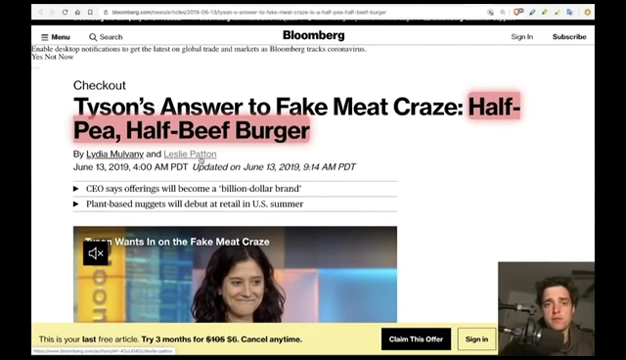 bloomberg.com/news/articles/2019-06-13/tyson-s-answer-to-fake-meat-craze-is-a-half-pea-half-beef-burger
Menu
Search
Bloomberg
Sign In
Subscribe
Enable desktop notifications to get the latest on global trade and markets as Bloomberg tracks coronavirus.
Yes Not Now
Checkout
Tyson's Answer to Fake Meat Craze: Half-
Pea, Half-Beef Burger
By Lydia Mulvany and Leslie Patton
June 13, 2019, 4:00 AM PDT Updated on June 13, 2019, 9:14 AM PDT
CEO says offerings will become a 'billion-dollar brand'
Plant-based nuggets will debut at retail in U.S. summer
Tyson Wants In on the Fake Meat Craze
This is your last free article. Try 3 months for $105 $6. Cancel anytime.
Claim This Offer
Sign in